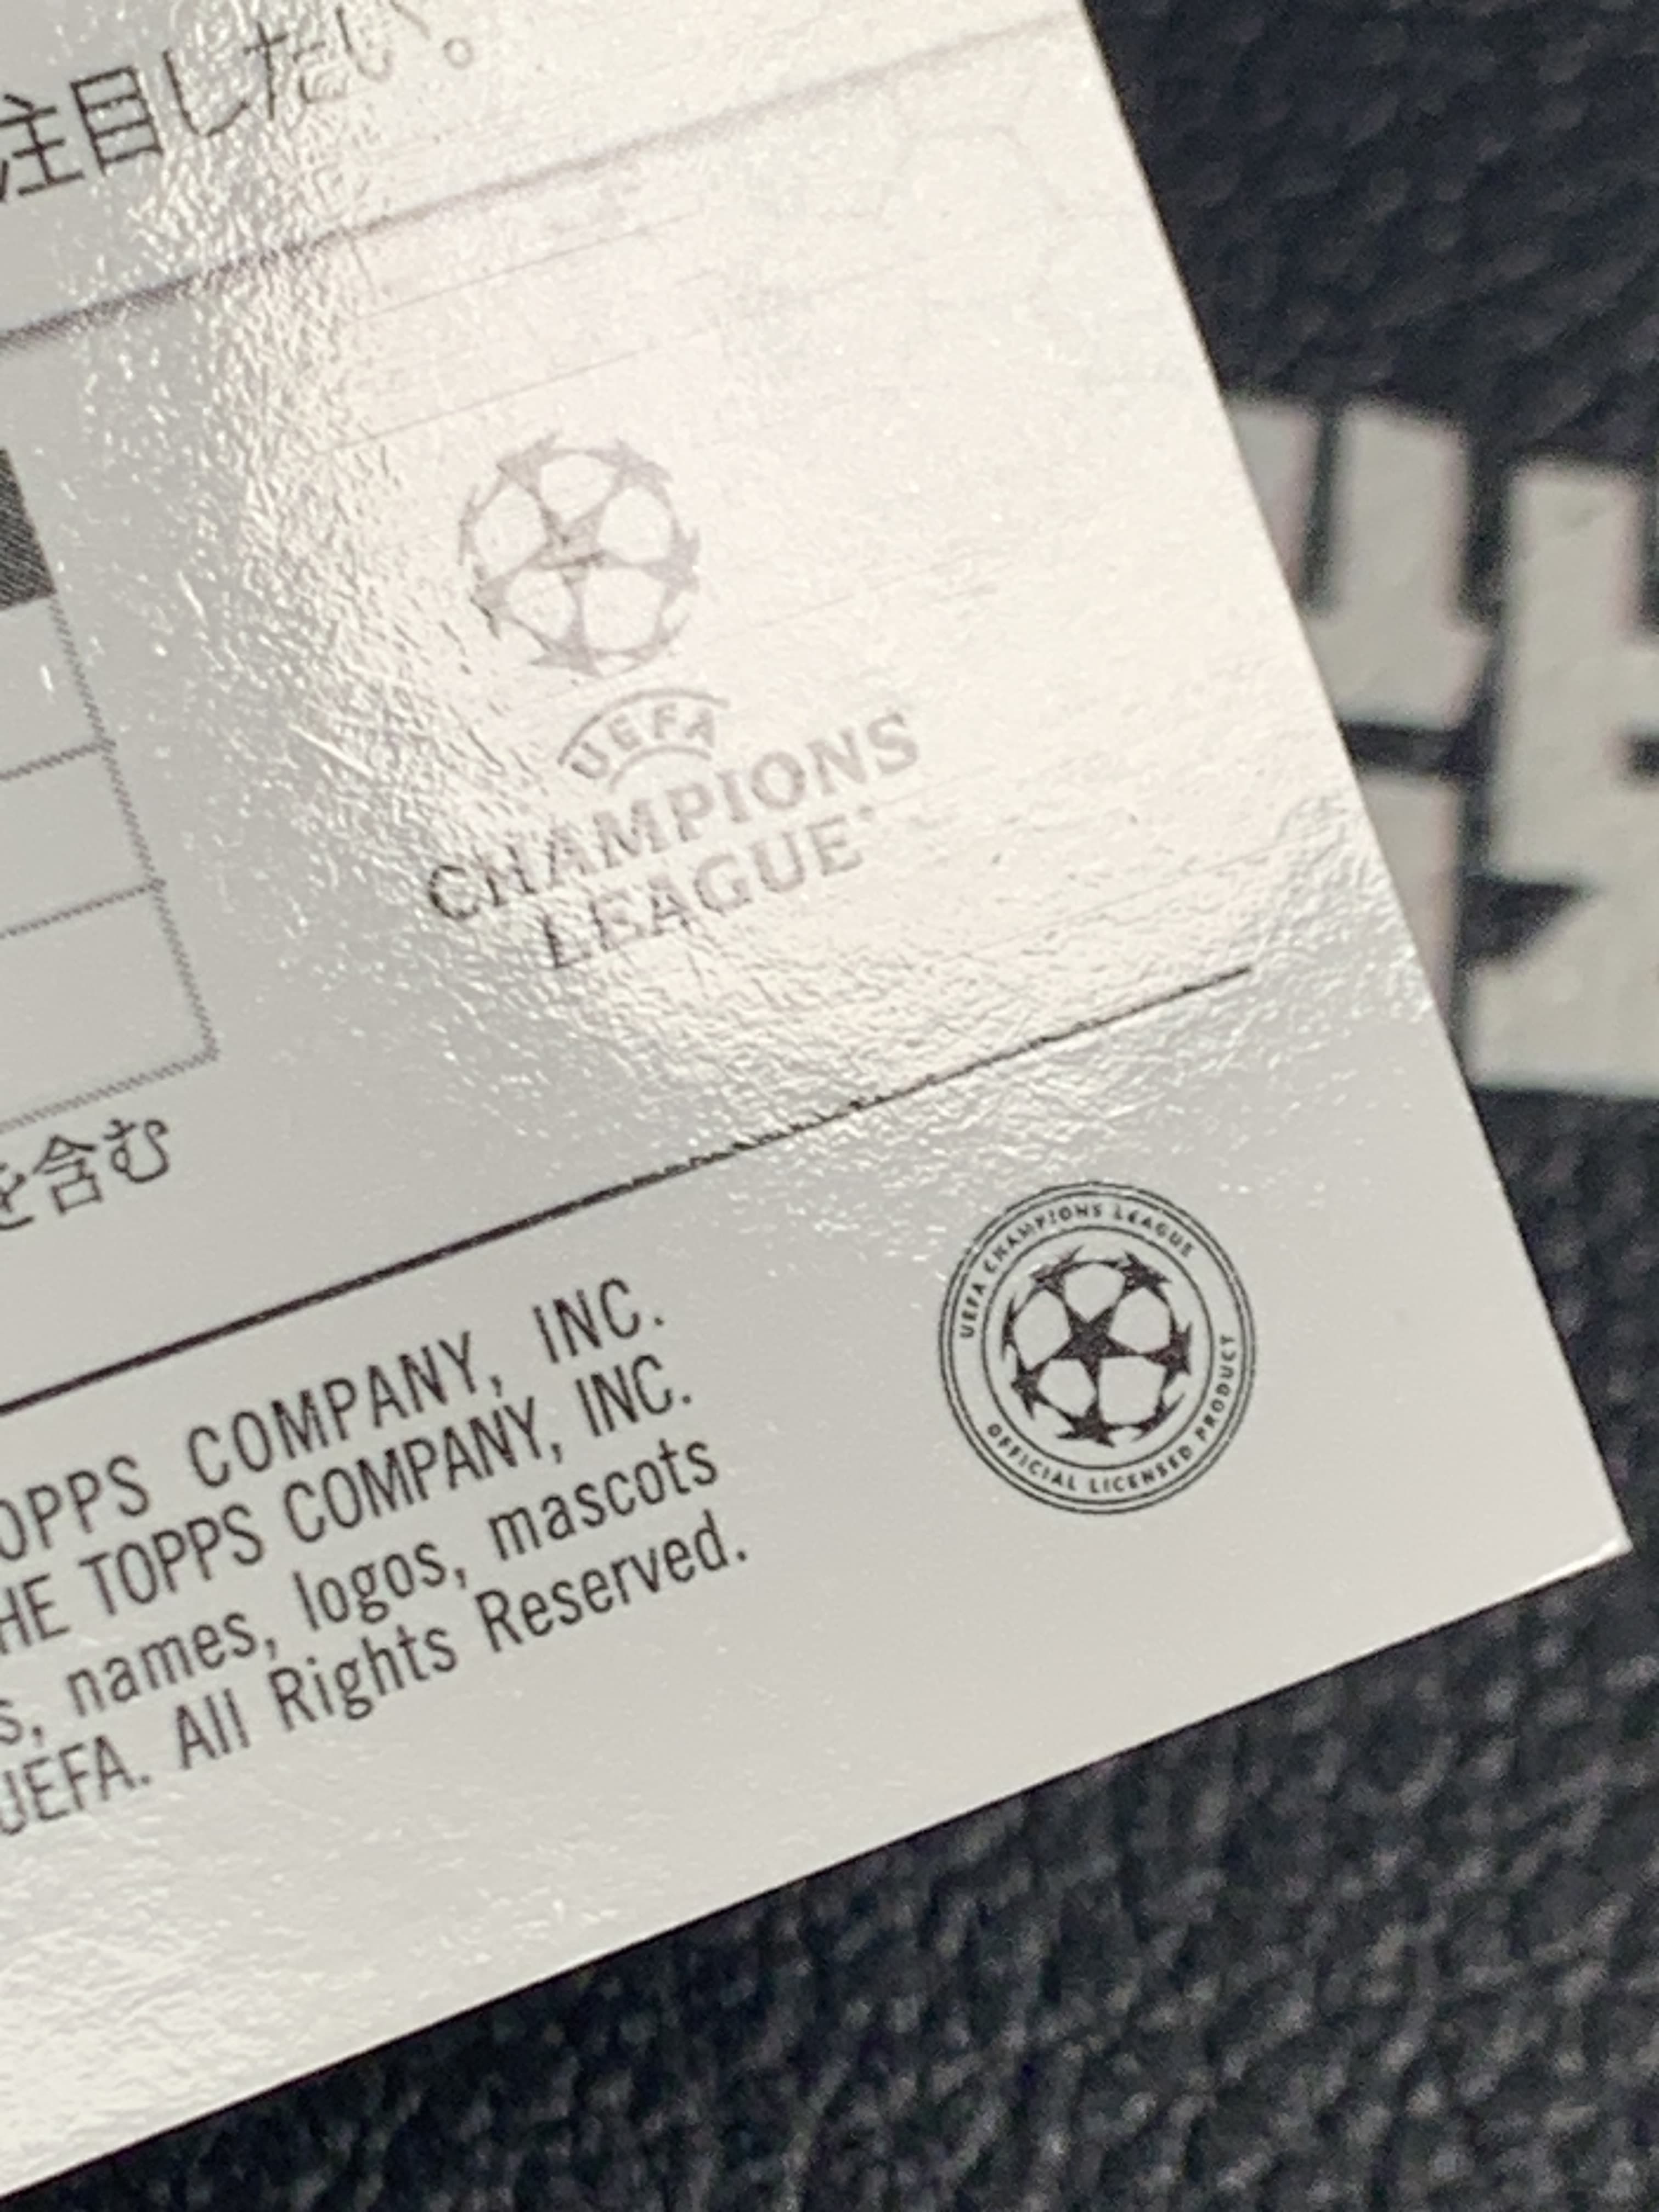 注目したい。
UEFA
CHAMPIONS
LEAGUE
を含む
OPPS COMPANY, INC.
HE TOPPS COMPANY, INC.
s, names, logos, mascots
UEFA. All Rights Reserved.
UEFA CHAMPIONS LEAGUE
OFFICIAL LICENSED PRODUCT